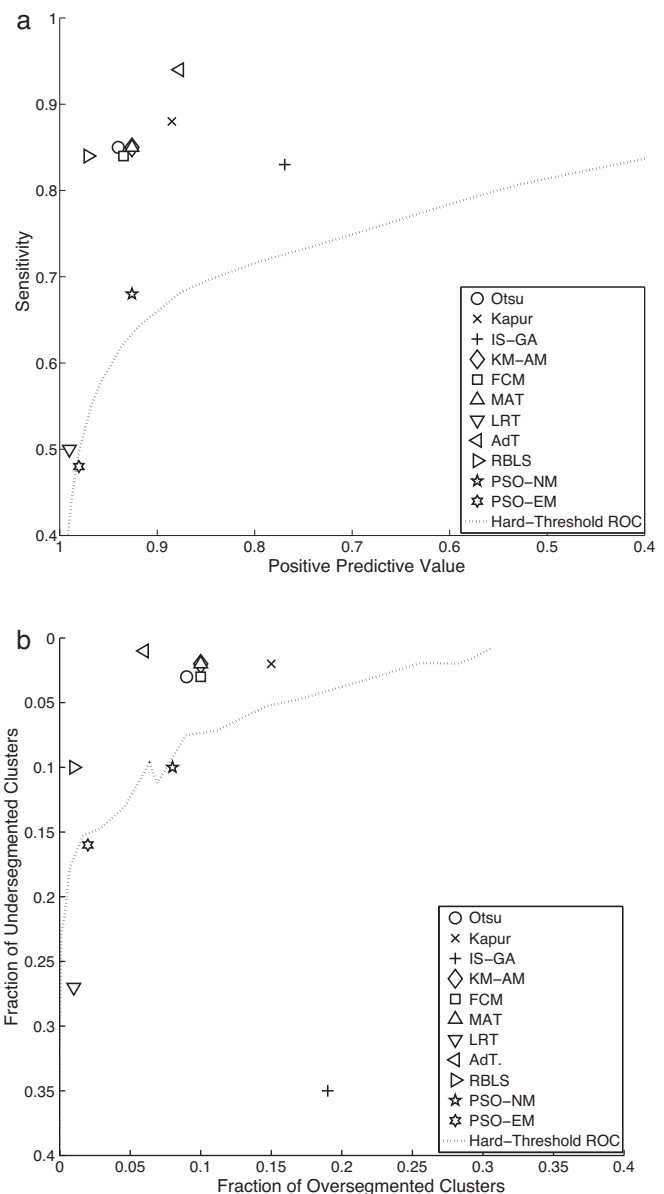 a
1
0.9
0.8
0.7
0.6
0.5
0.4
Sensitivity
1 0.9 0.8 0.7 0.6 0.5 0.4
Positive Predictive Value
Otsu
Kapur
IS−GA
KM−AM
FCM
MAT
LRT
AdT
RBLS
PSO−NM
PSO−EM
Hard−Threshold ROC
b
0
0.05
0.1
0.15
0.2
0.25
0.3
0.35
0.4
Fraction of Undersegmented Clusters
0 0.05 0.1 0.15 0.2 0.25 0.3 0.35 0.4
Fraction of Oversegmented Clusters
Otsu
Kapur
IS−GA
KM−AM
FCM
MAT
LRT
AdT.
RBLS
PSO−NM
PSO−EM
Hard−Threshold ROC